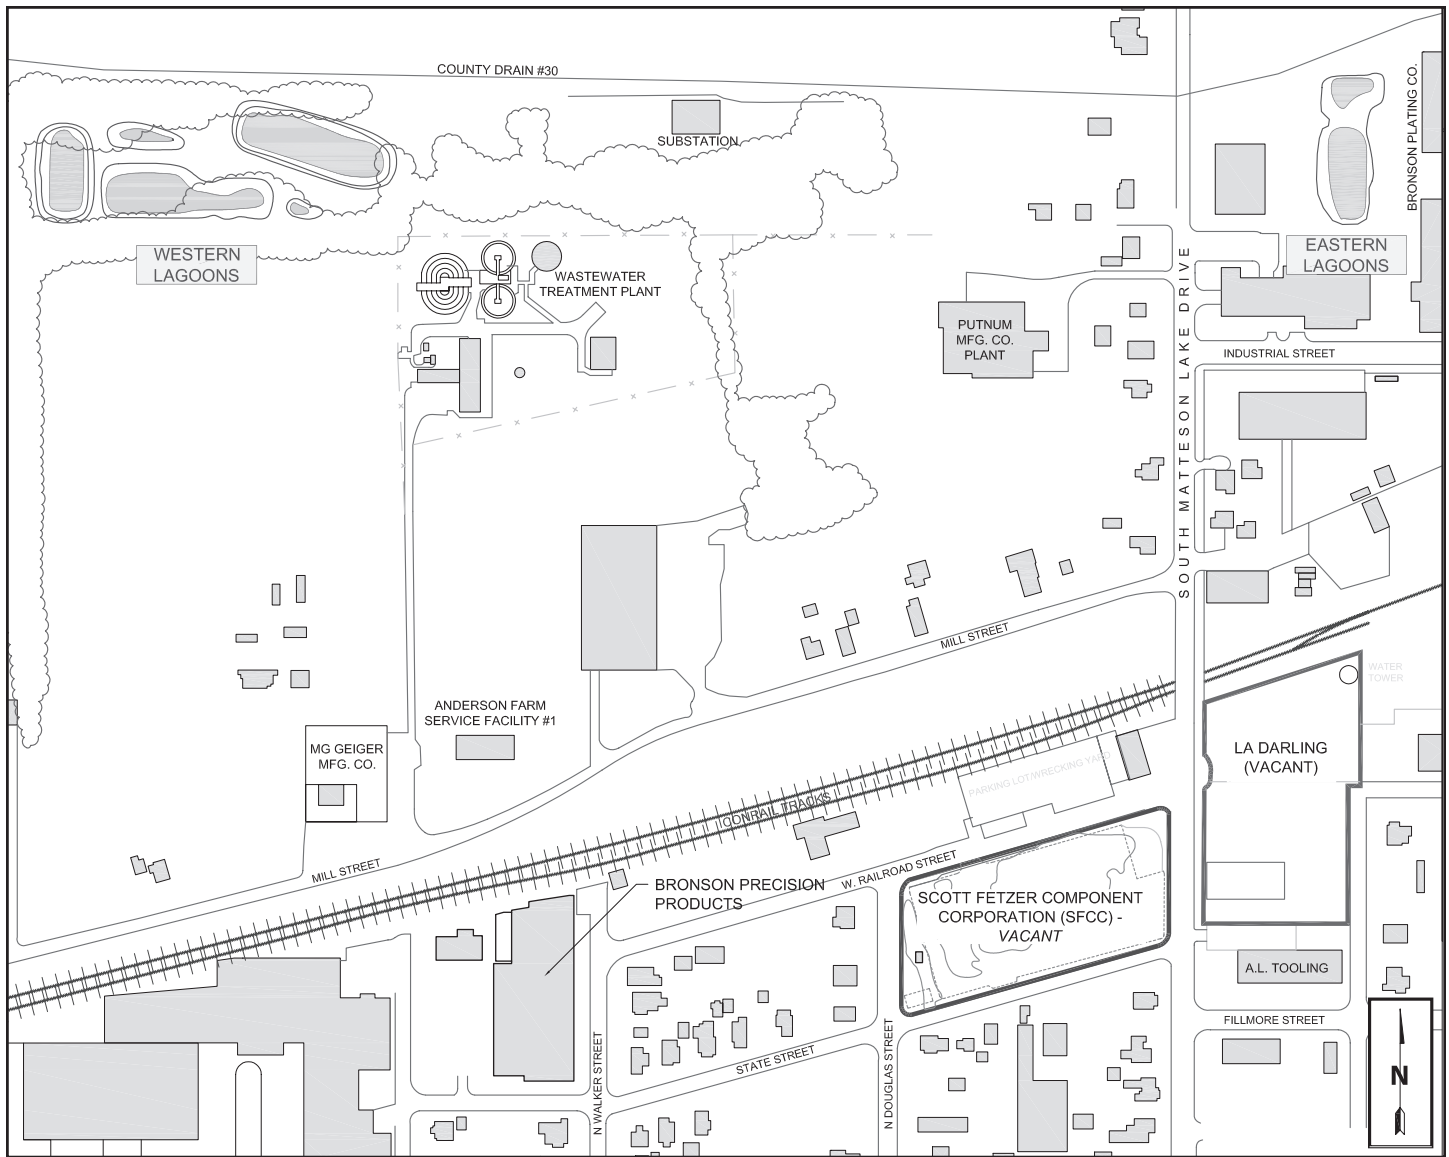 COUNTY DRAIN #30
SUBSTATION
BRONSON PLATING CO.
WESTERN
LAGOONS
EASTERN
LAGOONS
WASTEWATER
TREATMENT PLANT
PUTNUM
MFG. CO.
PLANT
SOUTH MATTESON LAKE DRIVE
INDUSTRIAL STREET
MILL STREET
WATER
TOWER
ANDERSON FARM
SERVICE FACILITY #1
MG GEIGER
MFG. CO.
LA DARLING
(VACANT)
PARKING LOT/WRECKING YARD
CONRAIL TRACKS
MILL STREET
W. RAILROAD STREET
BRONSON PRECISION
PRODUCTS
SCOTT FETZER COMPONENT
CORPORATION (SFCC) -
VACANT
A.L. TOOLING
FILLMORE STREET
N WALKER STREET
STATE STREET
N DOUGLAS STREET
N